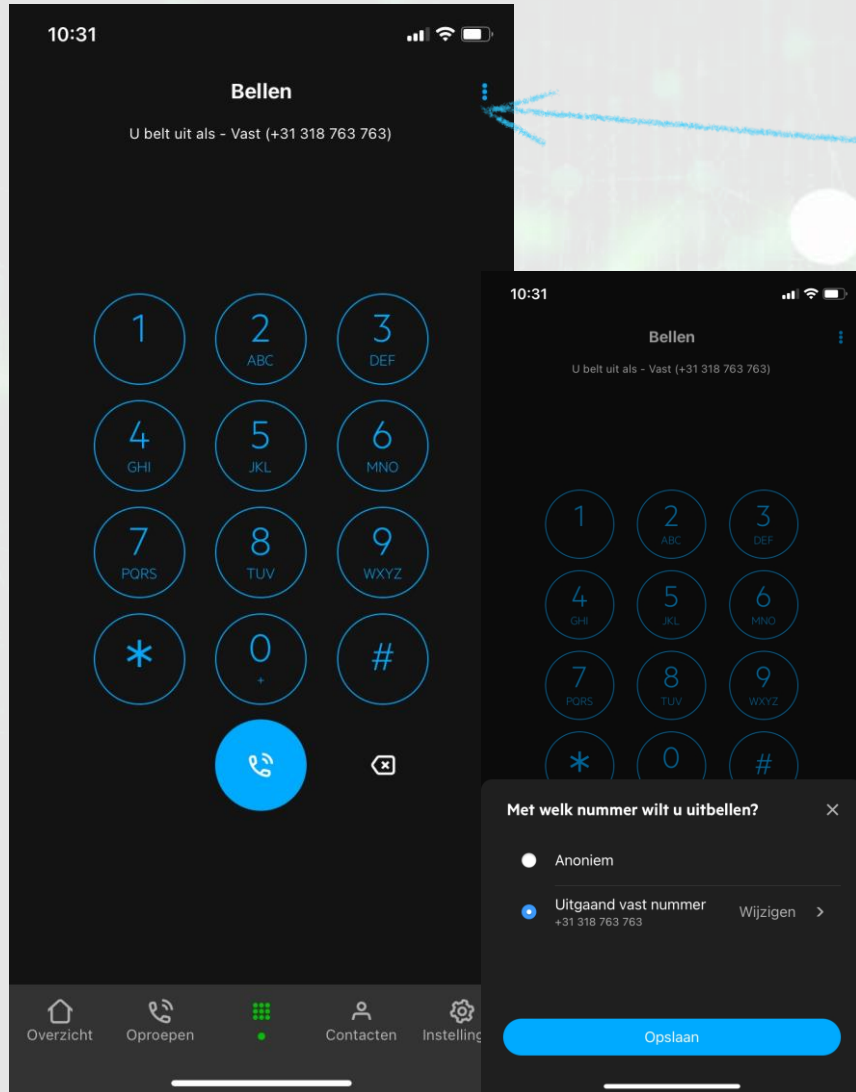 10:31
Bellen
U belt uit als - Vast (+31 318 763 763)
1
2
ABC
3
DEF
4
GHI
5
JKL
6
MNO
7
PQRS
8
TUV
9
WXYZ
*
0
+
#
Overzicht
Oproepen
Contacten
Instelling
10:31
Bellen
U belt uit als - Vast (+31 318 763 763)
1
2
ABC
3
DEF
4
GHI
5
JKL
6
MNO
7
PQRS
8
TUV
9
WXYZ
*
0
#
Met welk nummer wilt u uitbellen?
Anoniem
Uitgaand vast nummer
+31 318 763 763
Wijzigen
Opslaan